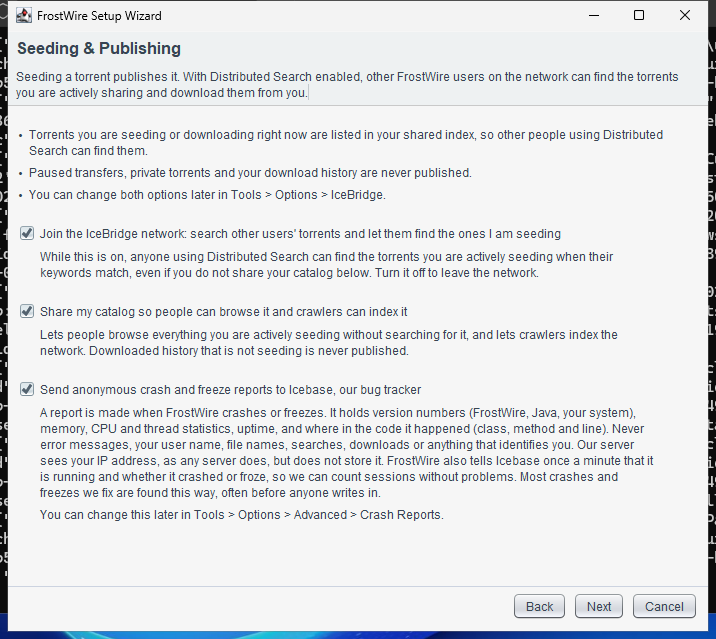 FrostWire Setup Wizard
Seeding & Publishing
Seeding a torrent publishes it. With Distributed Search enabled, other FrostWire users on the network can find the torrents
you are actively sharing and download them from you.
• Torrents you are seeding or downloading right now are listed in your shared index, so other people using Distributed
Search can find them.
• Paused transfers, private torrents and your download history are never published.
• You can change both options later in Tools > Options > IceBridge.
Join the IceBridge network: search other users' torrents and let them find the ones I am seeding
While this is on, anyone using Distributed Search can find the torrents you are actively seeding when their
keywords match, even if you do not share your catalog below. Turn it off to leave the network.
Share my catalog so people can browse it and crawlers can index it
Lets people browse everything you are actively seeding without searching for it, and lets crawlers index the
network. Downloaded history that is not seeding is never published.
Send anonymous crash and freeze reports to Icebase, our bug tracker
A report is made when FrostWire crashes or freezes. It holds version numbers (FrostWire, Java, your system),
memory, CPU and thread statistics, uptime, and where in the code it happened (class, method and line). Never
error messages, your user name, file names, searches, downloads or anything that identifies you. Our server
sees your IP address, as any server does, but does not store it. FrostWire also tells Icebase once a minute that it
is running and whether it crashed or froze, so we can count sessions without problems. Most crashes and
freezes we fix are found this way, often before anyone writes in.
You can change this later in Tools > Options > Advanced > Crash Reports.
Back
Next
Cancel